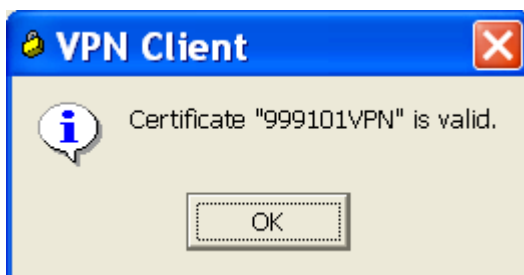 VPN Client
Certificate "999101VPN" is valid.
OK